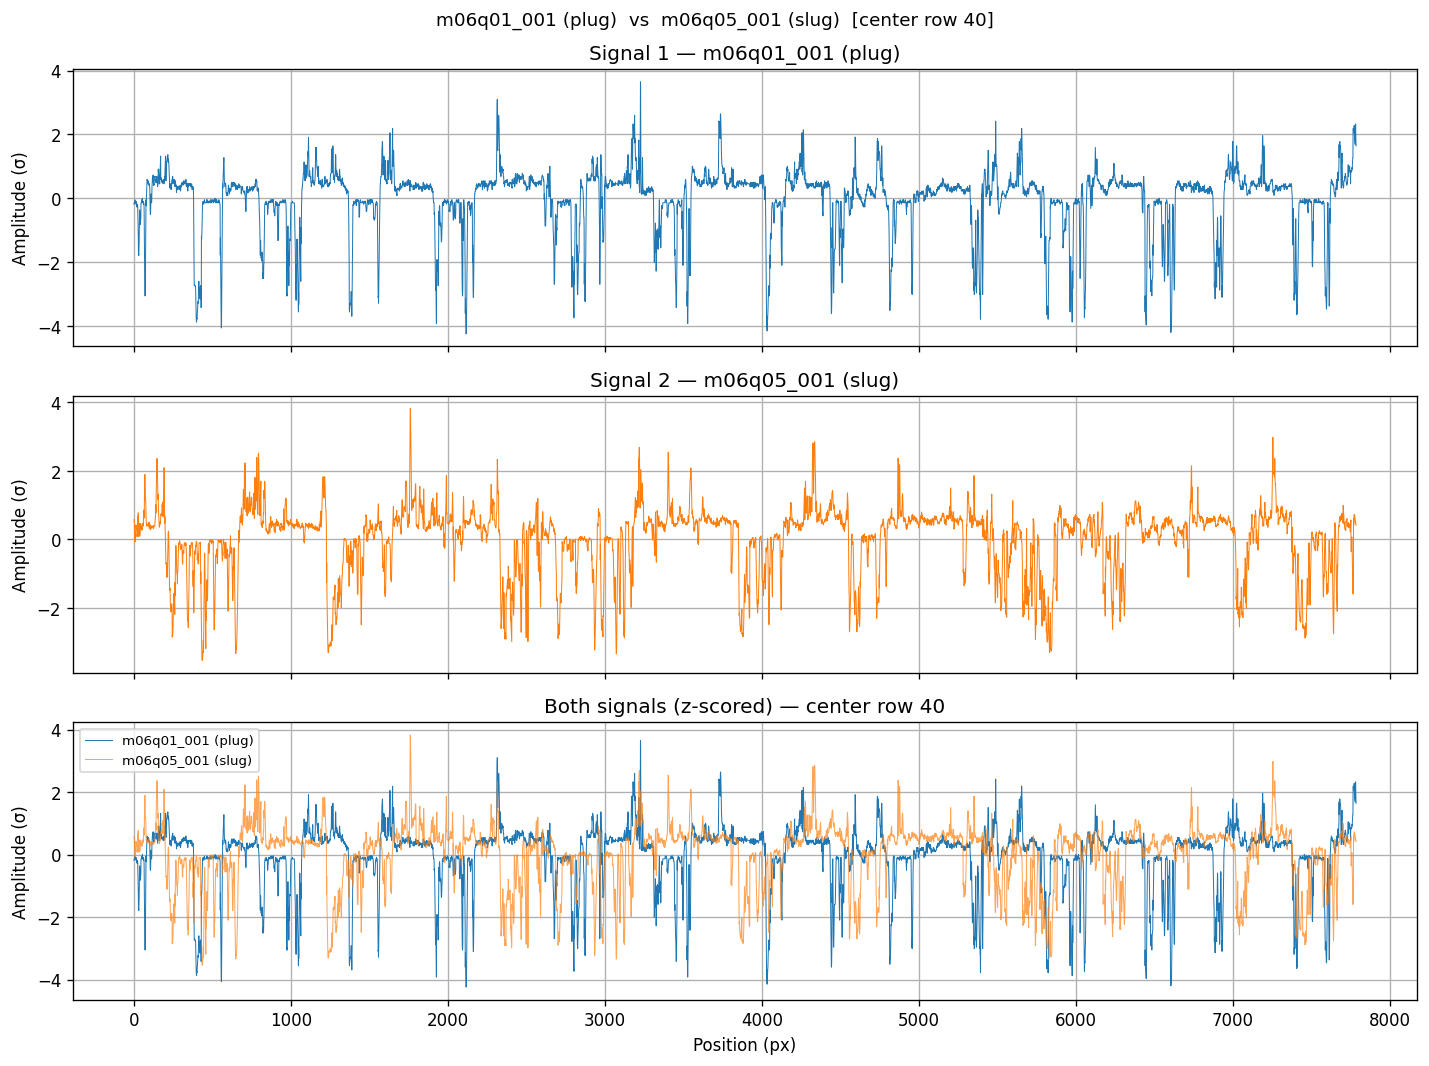 m06q01_001 (plug)  vs  m06q05_001 (slug)  [center row 40]
Signal 1 — m06q01_001 (plug)
4
2
0
−2
−4
Amplitude (σ)
Signal 2 — m06q05_001 (slug)
4
2
0
−2
Amplitude (σ)
Both signals (z-scored) — center row 40
m06q01_001 (plug)
m06q05_001 (slug)
4
2
0
−2
−4
Amplitude (σ)
0 1000 2000 3000 4000 5000 6000 7000 8000
Position (px)